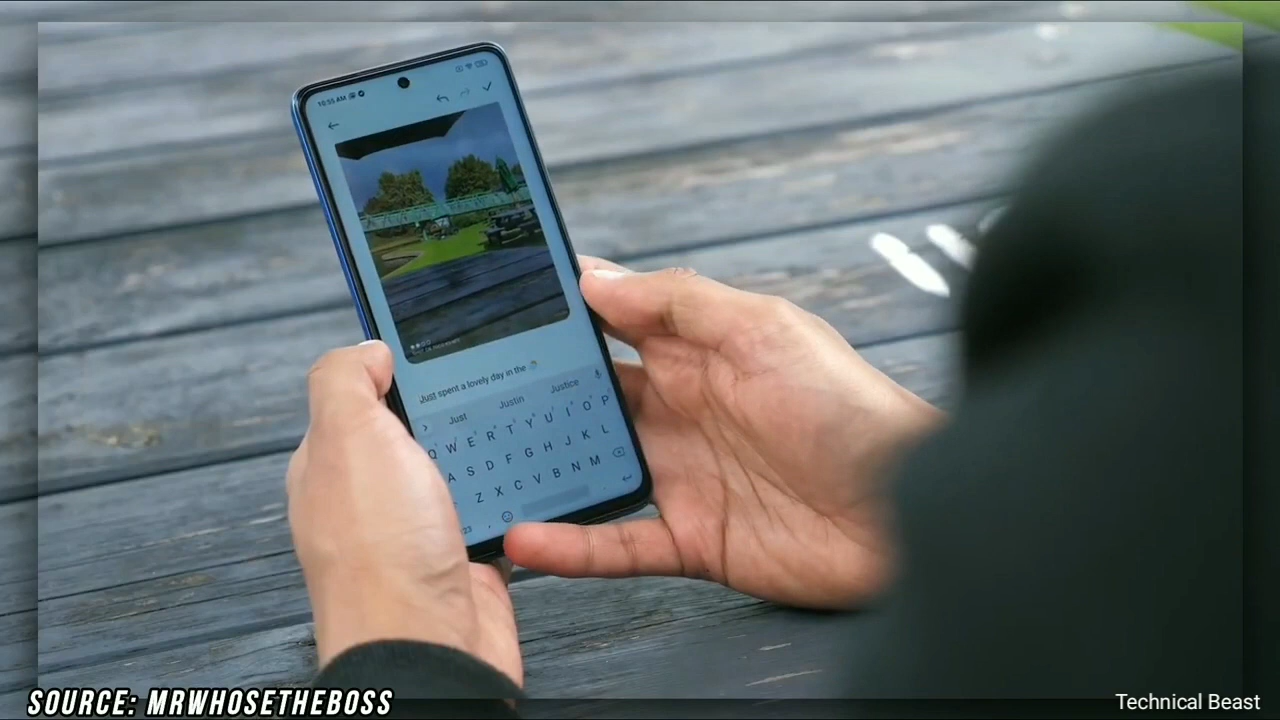 10:55 AM
Just spent a lovely day in the
Just Justin Justice
Q W E R T Y U I O P
A S D F G H J K L
Z X C V B N M
SOURCE: MRWHOSETHEBOSS
Technical Beast